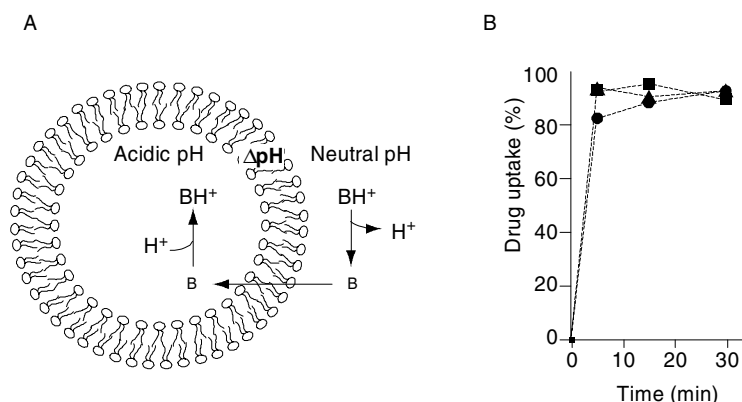 A
Acidic pH
ΔpH
Neutral pH
BH+
BH+
H+
H+
B
B
B
Drug uptake (%)
100
80
60
40
20
0
0 10 20 30
Time (min)